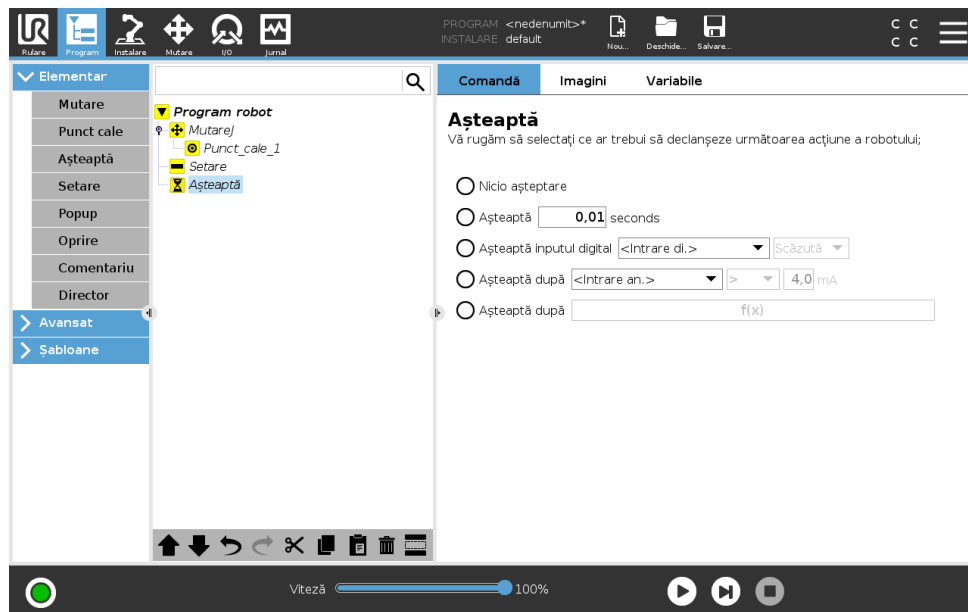 UR
PROGRAM <nedenumit>*
INSTALARE default
Rulare Program Instalare Mutare I/O Jurnal
Nou... Deschide... Salvare...
C C
C C
Elementar
Mutare
Punct cale
Așteaptă
Setare
Popup
Oprire
Comentariu
Director
Avansat
Șabloane
Program robot
MutareJ
Punct_cale_1
Setare
Așteaptă
Comandă Imagini Variabile
Așteaptă
Vă rugăm să selectați ce ar trebui să declanșeze următoarea acțiune a robotului;
Nicio așteptare
Așteaptă 0,01 seconds
Așteaptă inputul digital <Intrare di.> Scăzută
Așteaptă după <Intrare an.> > 4,0 mA
Așteaptă după f(x)
Viteză 100%